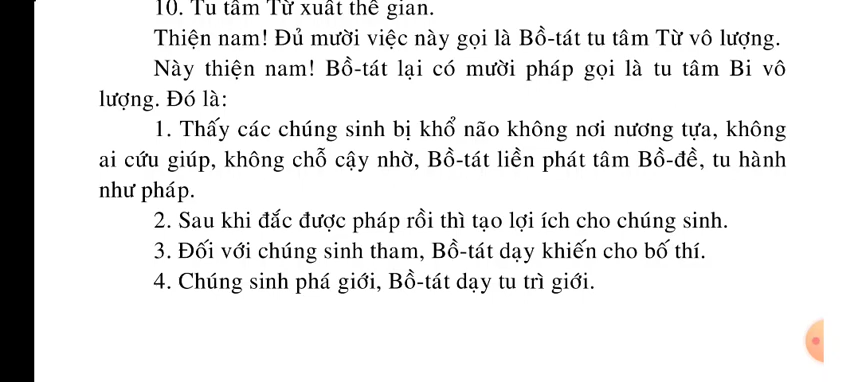 10. Tu tâm Từ xuất thế gian.
Thiện nam! Đủ mười việc này gọi là Bồ-tát tu tâm Từ vô lượng.
Này thiện nam! Bồ-tát lại có mười pháp gọi là tu tâm Bi vô
lượng. Đó là:
1. Thấy các chúng sinh bị khổ não không nơi nương tựa, không
ai cứu giúp, không chỗ cậy nhờ, Bồ-tát liền phát tâm Bồ-đề, tu hành
như pháp.
2. Sau khi đắc được pháp rồi thì tạo lợi ích cho chúng sinh.
3. Đối với chúng sinh tham, Bồ-tát dạy khiến cho bố thí.
4. Chúng sinh phá giới, Bồ-tát dạy tu trì giới.